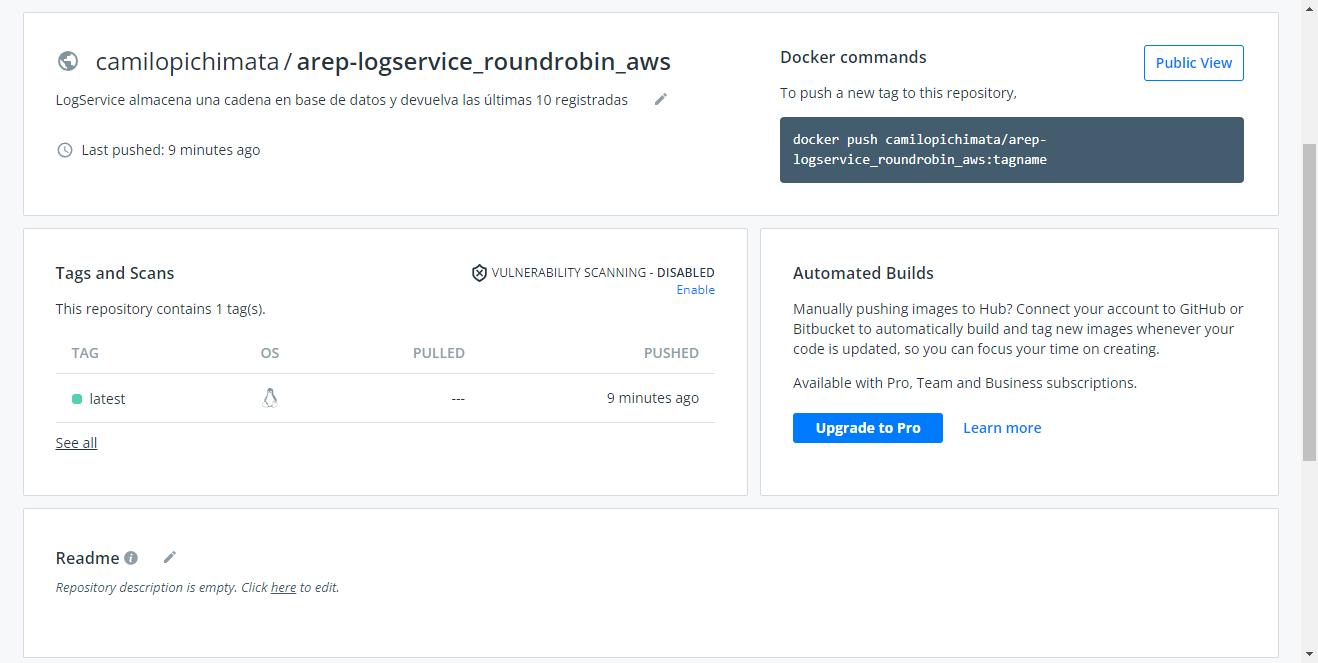 camilopichimata / arep-logservice_roundrobin_aws
LogService almacena una cadena en base de datos y devuelva las últimas 10 registradas
Last pushed: 9 minutes ago
Docker commands
Public View
To push a new tag to this repository,
docker push camilopichimata/arep-
logservice_roundrobin_aws:tagname
Tags and Scans
VULNERABILITY SCANNING - DISABLED
Enable
This repository contains 1 tag(s).
TAG OS PULLED PUSHED
latest --- 9 minutes ago
See all
Automated Builds
Manually pushing images to Hub? Connect your account to GitHub or
Bitbucket to automatically build and tag new images whenever your
code is updated, so you can focus your time on creating.
Available with Pro, Team and Business subscriptions.
Upgrade to Pro Learn more
Readme
Repository description is empty. Click here to edit.